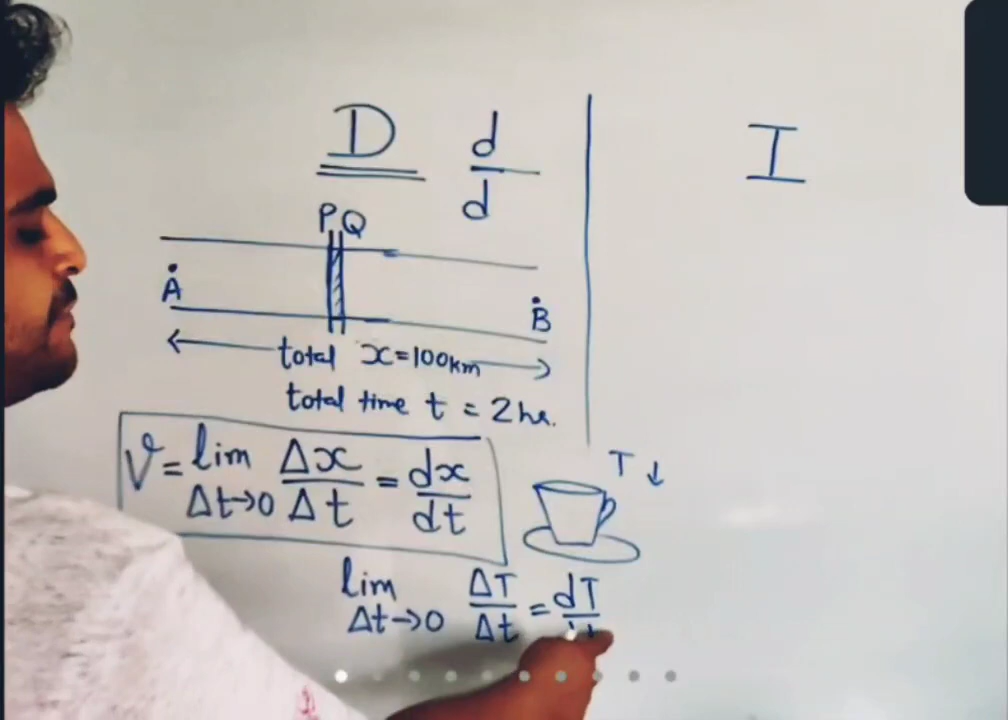 D d/d
I
P Q
A
B
total x = 100km
total time t = 2 hr.
V = lim Δt→0 Δx/Δt = dx/dt
T ↓
lim Δt→0 ΔT/Δt = dT/